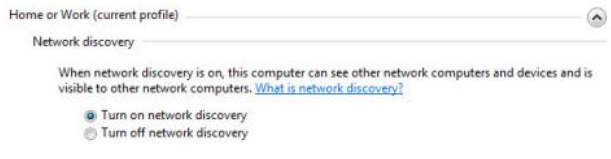 Home or Work (current profile)
Network discovery
When network discovery is on, this computer can see other network computers and devices and is
visible to other network computers. What is network discovery?
Turn on network discovery
Turn off network discovery